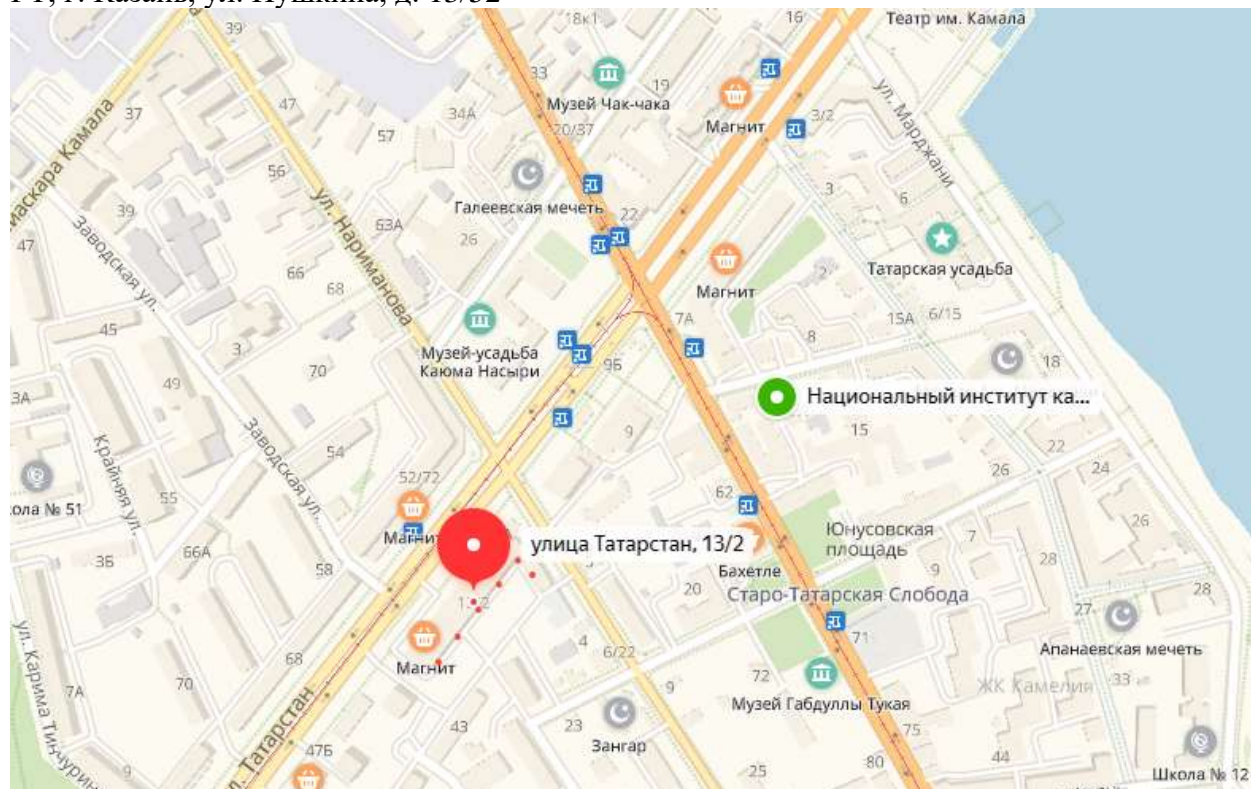 39
18к1
16
Театр им. Камала
37
47
34А
33
Музей Чак-чака
19
Магнит
3/2
ул. Марджани
57
20/37
56
ул. Нариманова
Галеевская мечеть
22
3
6
39
Заводская ул.
63А
26
47
66
68
Татарская усадьба
Магнит
7А
15А
6/15
45
3
Музей-усадьба
Каюма Насыри
9Б
8
18
49
70
Национальный институт ка...
3А
Крайняя ул.
Заводская ул.
54
9
15
22
26
24
52/72
ола № 51
55
62
26
Магни
улица Татарстан, 13/2
Юнусовская
площадь
7
28
3Б
66А
58
Бахетле
9
20
Старо-Татарская Слобода
28
27
71
Магнит
4
6/22
Апанаевская мечеть
ул. Карима Тинчурин
7А
70
68
72
9
Музей Габдуллы Тукая
ЖК Камелия
33
43
23
Зангар
75
9
47Б
ул. Татарстан
25
80
44
Школа № 12